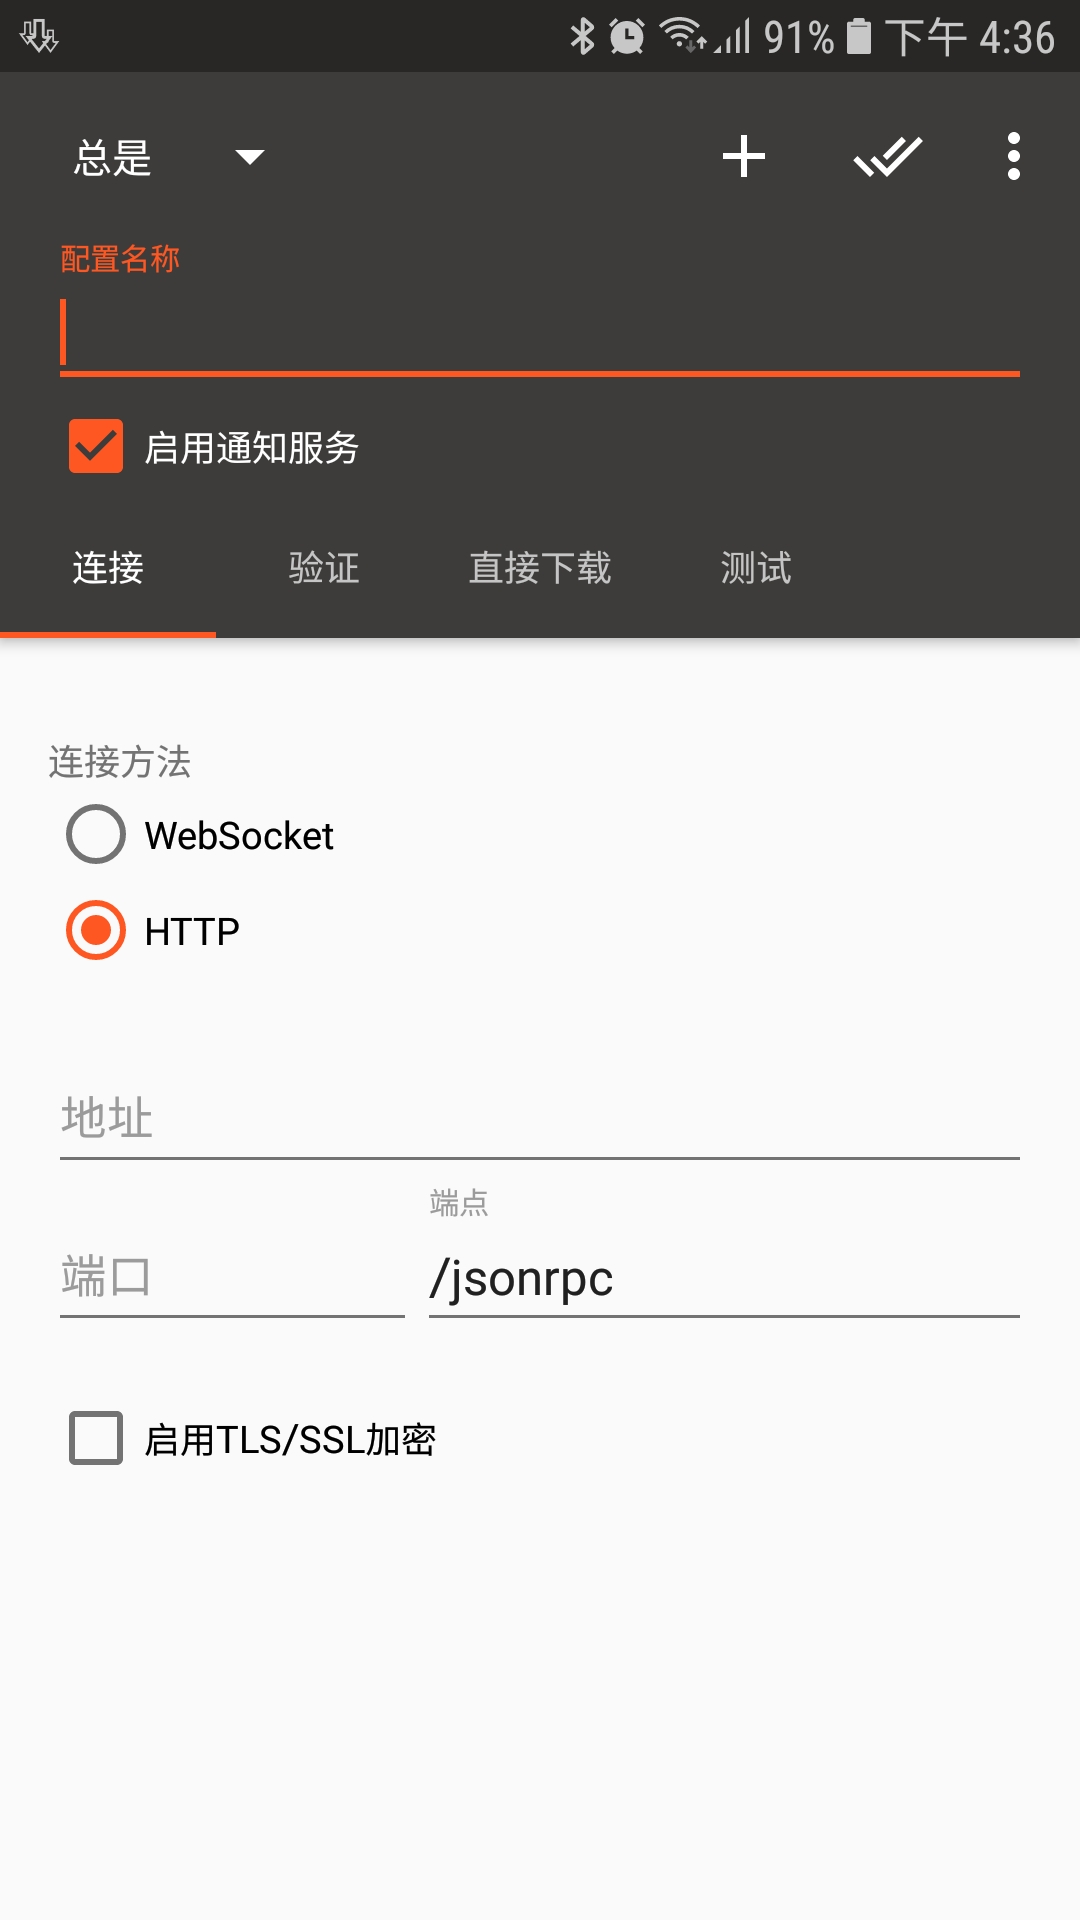 91% 下午 4:36
总是
配置名称
启用通知服务
连接 验证 直接下载 测试
连接方法
WebSocket
HTTP
地址
端点
端口 /jsonrpc
启用TLS/SSL加密